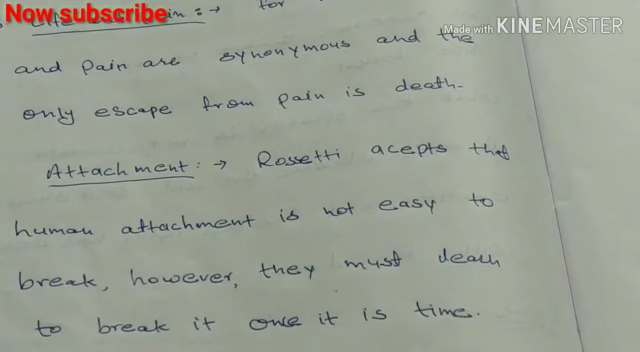 Now subscribe
Made with KINEMASTER
:→ for
and pain are synonymous and the
only escape from pain is death.
Attachment: → Rossetti acepts that
human attachment is not easy to
break, however, they must death
to break it once it is time.